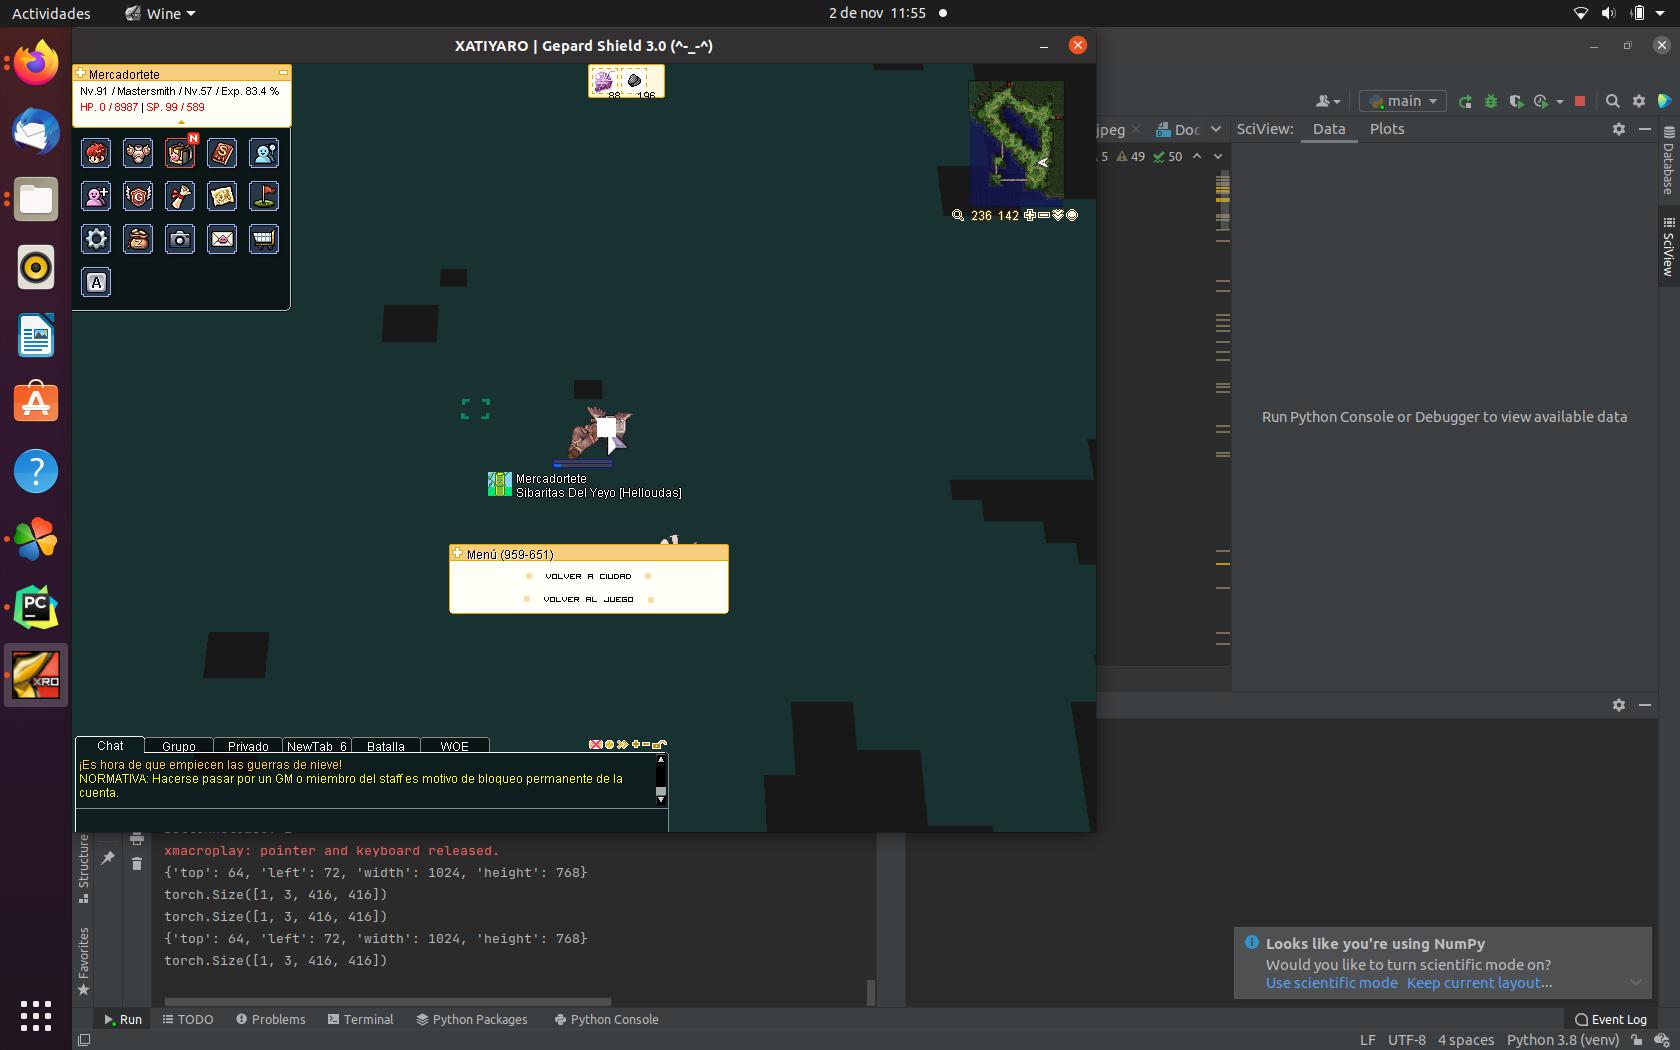 Actividades
Wine
2 de nov 11:55
XATIYARO | Gepard Shield 3.0 (^-_-^)
Mercadortete
Nv.91 / Mastersmith / Nv.57 / Exp. 83.4 %
HP. 0 / 8987 | SP. 99 / 589
N
A
88
196
236 142
main
jpeg
Doc
SciView:
Data
Plots
5
49
50
Database
SciView
Run Python Console or Debugger to view available data
Mercadortete
Sibaritas Del Yeyo [Helloudas]
Menú (959-651)
VOLVER A CIUDAD
VOLVER AL JUEGO
PC
XRO
Chat
Grupo
Privado
NewTab_6
Batalla
WOE
¡Es hora de que empiecen las guerras de nieve!
NORMATIVA: Hacerse pasar por un GM o miembro del staff es motivo de bloqueo permanente de la
cuenta.
xmacroplay: pointer and keyboard released.
{'top': 64, 'left': 72, 'width': 1024, 'height': 768}
torch.Size([1, 3, 416, 416])
torch.Size([1, 3, 416, 416])
{'top': 64, 'left': 72, 'width': 1024, 'height': 768}
torch.Size([1, 3, 416, 416])
Structure
Favorites
Looks like you're using NumPy
Would you like to turn scientific mode on?
Use scientific mode Keep current layout...
Run
TODO
Problems
Terminal
Python Packages
Python Console
Event Log
LF UTF-8 4 spaces Python 3.8 (venv)